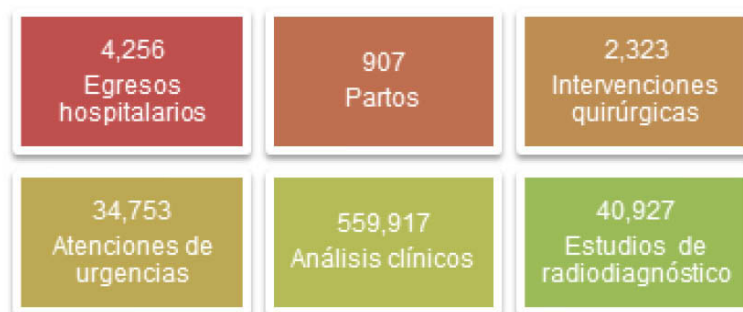 4,256
Egresos
hospitalarios
907
Partos
2,323
Intervenciones
quirúrgicas
34,753
Atenciones de
urgencias
559,917
Análisis clínicos
40,927
Estudios de
radiodiagnóstico